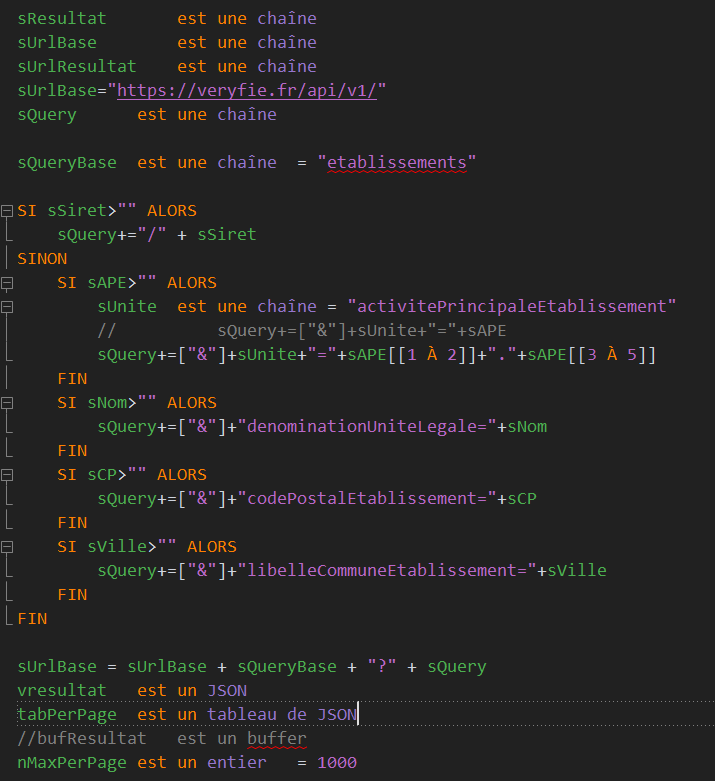 sResultat est une chaîne
sUrlBase est une chaîne
sUrlResultat est une chaîne
sUrlBase="https://veryfie.fr/api/v1/"
sQuery est une chaîne
sQueryBase est une chaîne = "etablissements"
SI sSiret>"" ALORS
sQuery+="/" + sSiret
SINON
SI sAPE>"" ALORS
sUnite est une chaîne = "activitePrincipaleEtablissement"
// sQuery+=["&"]+sUnite+"="+sAPE
sQuery+=["&"]+sUnite+"="+sAPE[[1 À 2]]+"."+sAPE[[3 À 5]]
FIN
SI sNom>"" ALORS
sQuery+=["&"]+"denominationUniteLegale="+sNom
FIN
SI sCP>"" ALORS
sQuery+=["&"]+"codePostalEtablissement="+sCP
FIN
SI sVille>"" ALORS
sQuery+=["&"]+"libelleCommuneEtablissement="+sVille
FIN
FIN
sUrlBase = sUrlBase + sQueryBase + "?" + sQuery
vresultat est un JSON
tabPerPage est un tableau de JSON
//bufResultat est un buffer
nMaxPerPage est un entier = 1000